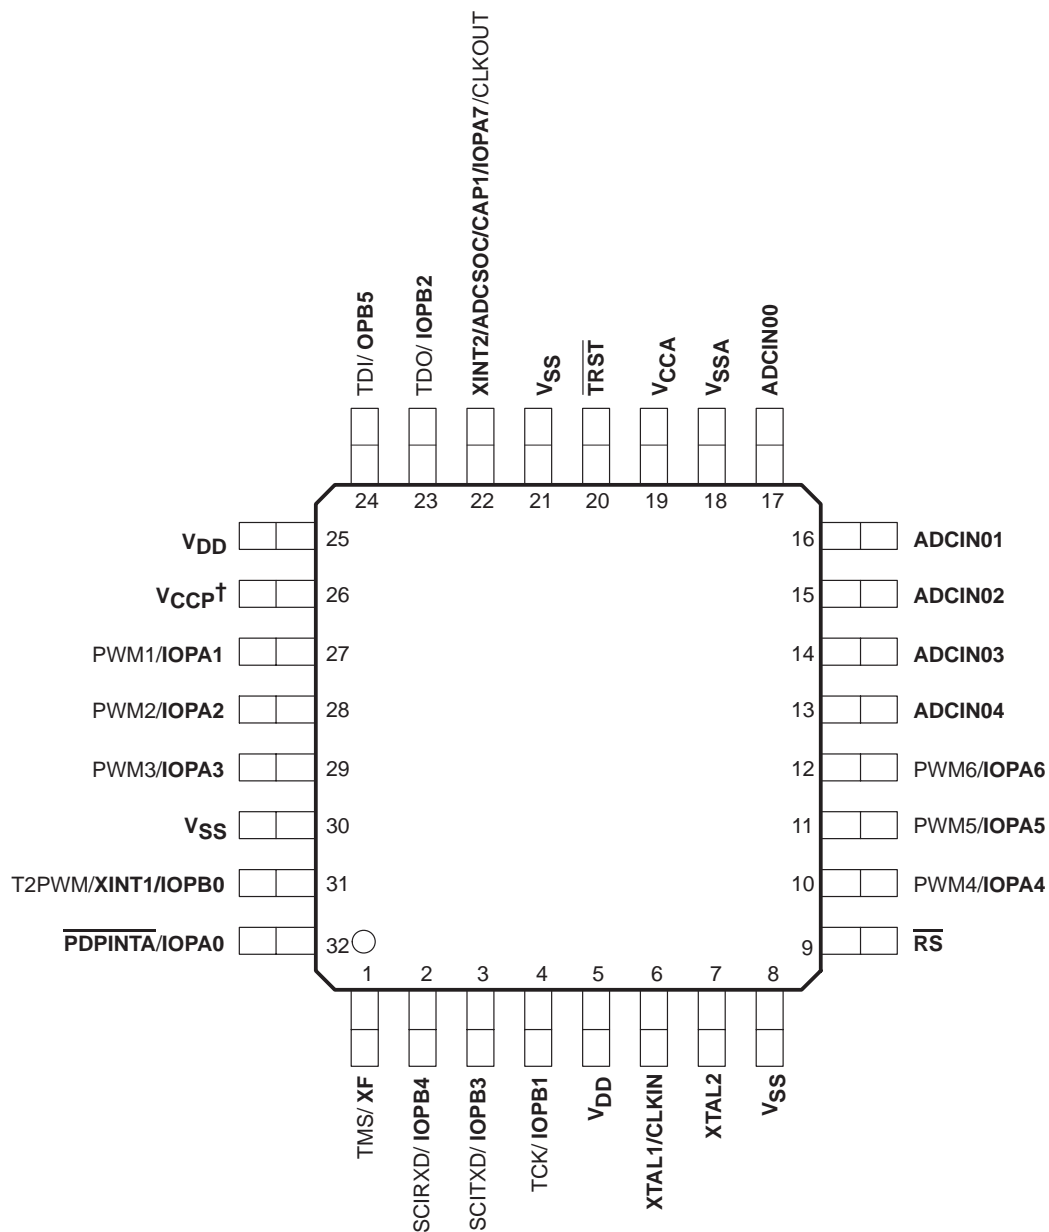 XINT2/ADCSOC/CAP1/IOPA7/CLKOUT
TDI/ OPB5
TDO/ IOPB2
VSS
TRST
VCCA
VSSA
ADCIN00
24 23 22 21 20 19 18 17
VDD 25
16 ADCIN01
VCCP† 26
15 ADCIN02
PWM1/IOPA1 27
14 ADCIN03
PWM2/IOPA2 28
13 ADCIN04
PWM3/IOPA3 29
12 PWM6/IOPA6
VSS 30
11 PWM5/IOPA5
T2PWM/XINT1/IOPB0 31
10 PWM4/IOPA4
PDPINTA/IOPA0 32
9 RS
1 2 3 4 5 6 7 8
TMS/ XF
SCIRXD/ IOPB4
SCITXD/ IOPB3
TCK/ IOPB1
VDD
XTAL1/CLKIN
XTAL2
VSS